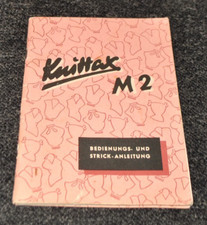 Knittax
M 2
BEDIENUNGS- UND
STRICK-ANLEITUNG